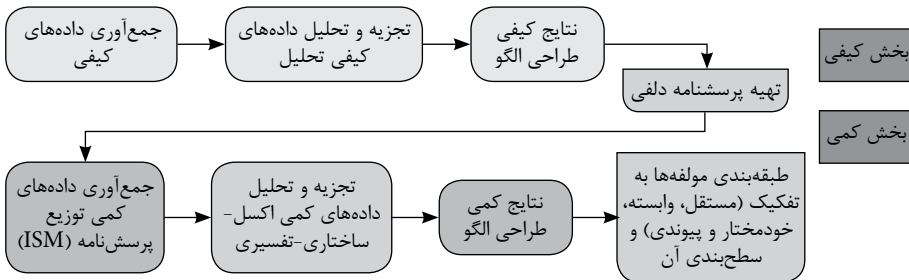 جمع‌آوری داده‌های
کیفی
تجزیه و تحلیل داده‌های
کیفی تحلیل
نتایج کیفی
طراحی الگو
تهیه پرسشنامه دلفی
بخش کیفی
بخش کمی
جمع‌آوری داده‌های
کمی توزیع
پرسش‌نامه (ISM)
تجزیه و تحلیل
داده‌های کمی اکسل-
ساختاری-تفسیری
نتایج کمی
طراحی الگو
طبقه‌بندی مولفه‌ها به
تفکیک (مستقل، وابسته،
خودمختار و پیوندی) و
سطح‌بندی آن